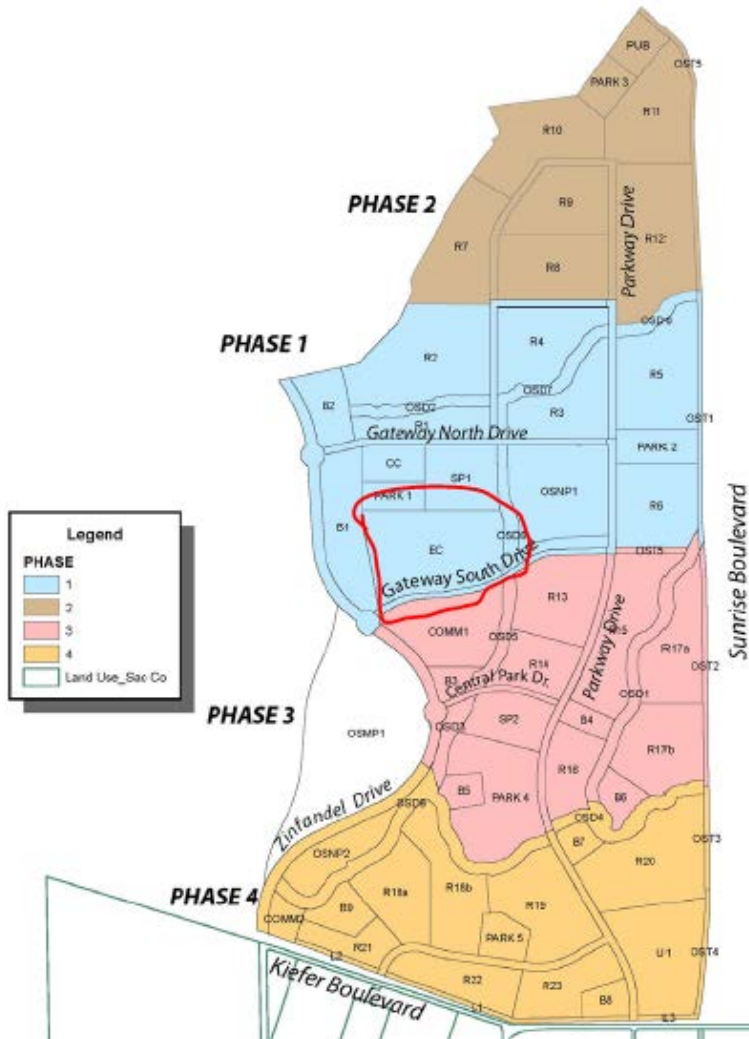 PUB
OST5
PARK 3
R11
R10
PHASE 2
R9
Parkway Drive
R7
R12
R8
OSD6
PHASE 1
R4
R2
R5
OSD7
B2
OSD2
OST1
R3
Gateway North Drive
PARK 2
CC
SP1
OSNP1
PARK 1
R6
B1
Sunrise Boulevard
EC
Gateway South Drive
OST5
Legend
PHASE
1
2
3
4
Land Use_Sac Co
R13
COMM1
OSD5
R14
R17a
OST2
B3
Central Park Dr.
Parkway Drive
OSD1
PHASE 3
OSMP1
OSD3
SP2
B4
R17b
R16
B5
PARK 4
B6
Zinfandel Drive
OSD4
OSNP2
B7
OST3
R20
PHASE 4
R18a
R18b
B9
R19
COMM2
PARK 5
R21
L2
U-1
OST4
Kiefer Boulevard
R22
R23
B8
L1